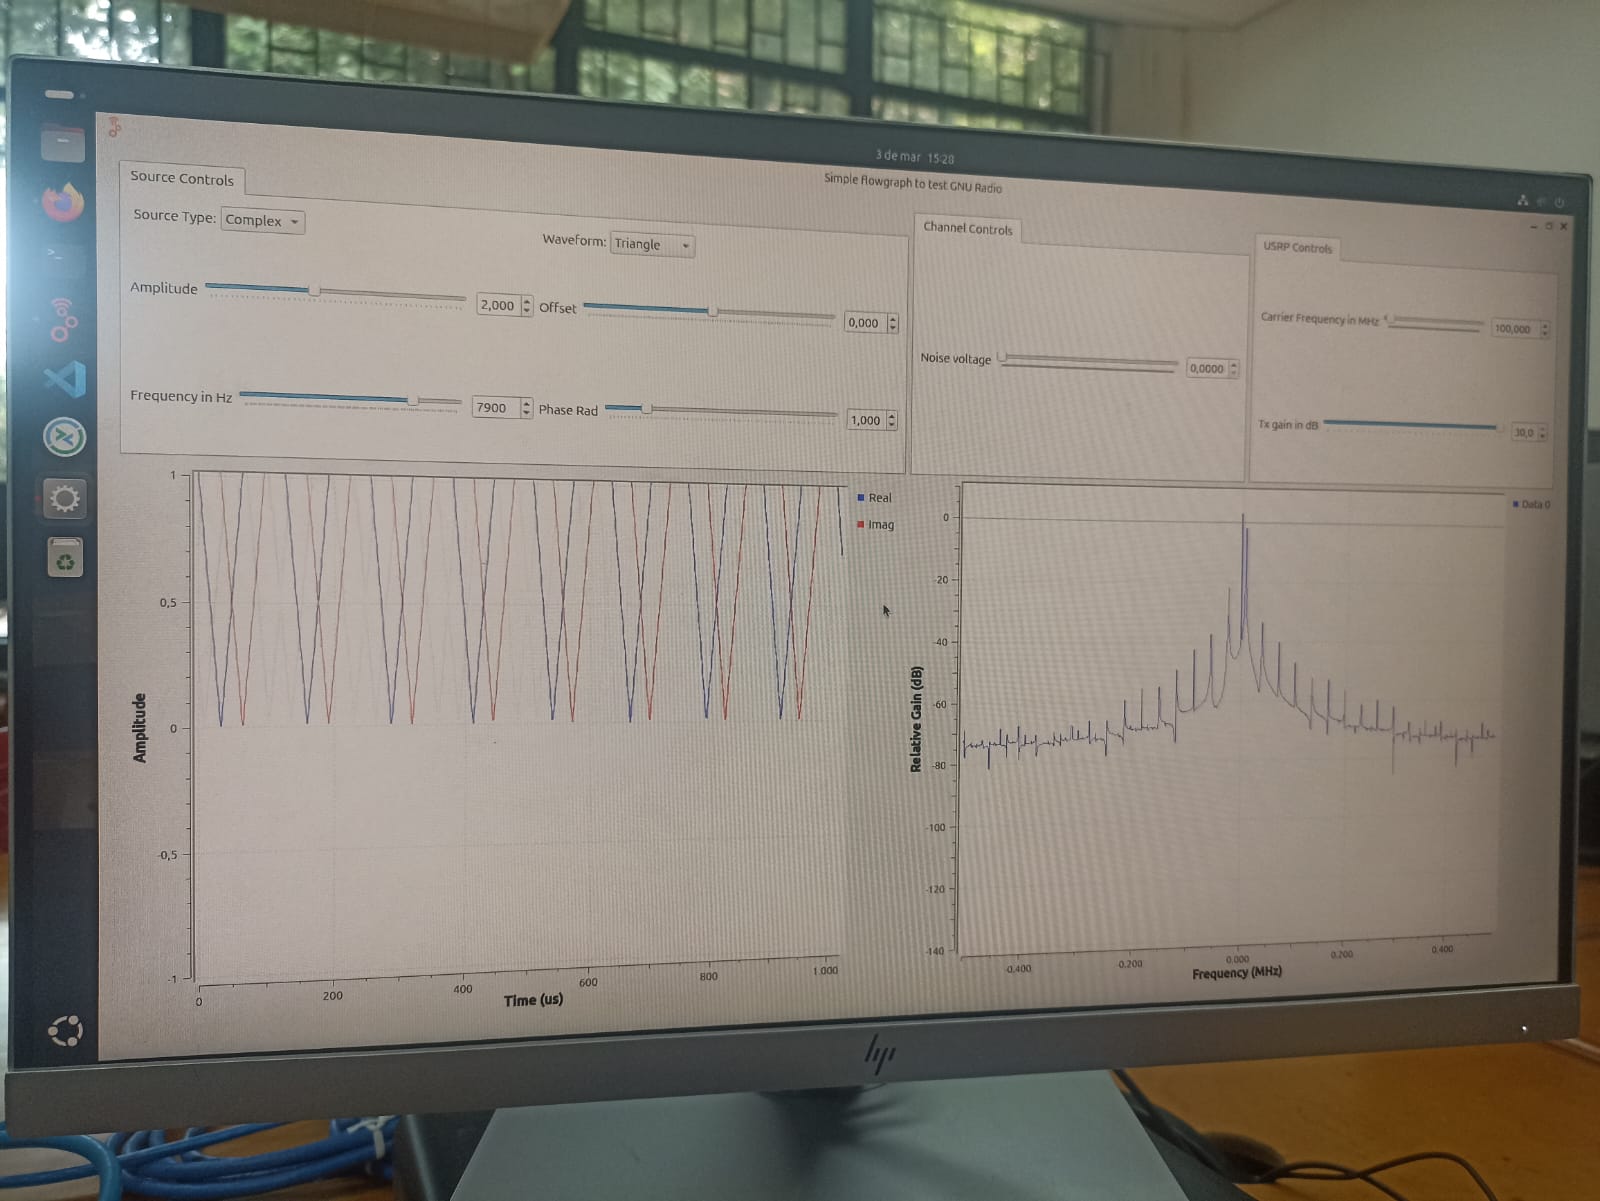 3 de mar 15:28
Simple flowgraph to test GNU Radio
Source Controls
Source Type: Complex
Waveform: Triangle
Amplitude 2,000
Offset 0,000
Frequency in Hz 7900
Phase Rad 1,000
Channel Controls
Noise voltage 0,0000
USRP Controls
Carrier Frequency in MHz 100,000
Tx gain in dB 30,0
1
0,5
0
-0,5
-1
Amplitude
0 200 400 600 800 1.000
Time (us)
Real
Imag
0
-20
-40
-60
-80
-100
-120
-140
Relative Gain (dB)
-0.400 -0.200 0.000 0.200 0.400
Frequency (MHz)
Data 0
hp